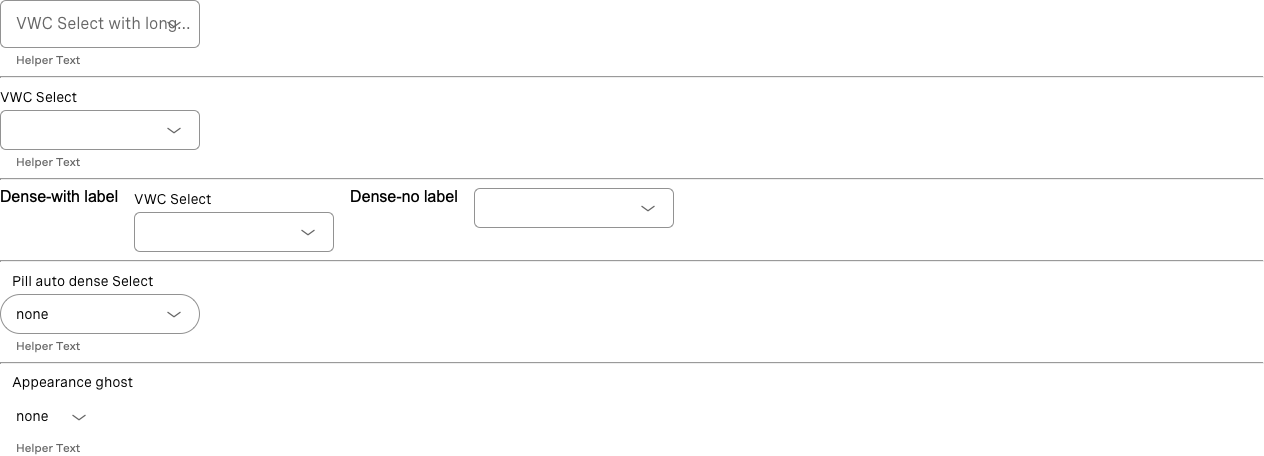 VWC Select with long...
Helper Text
VWC Select
Helper Text
Dense-with label VWC Select Dense-no label
Pill auto dense Select
none
Helper Text
Appearance ghost
none
Helper Text